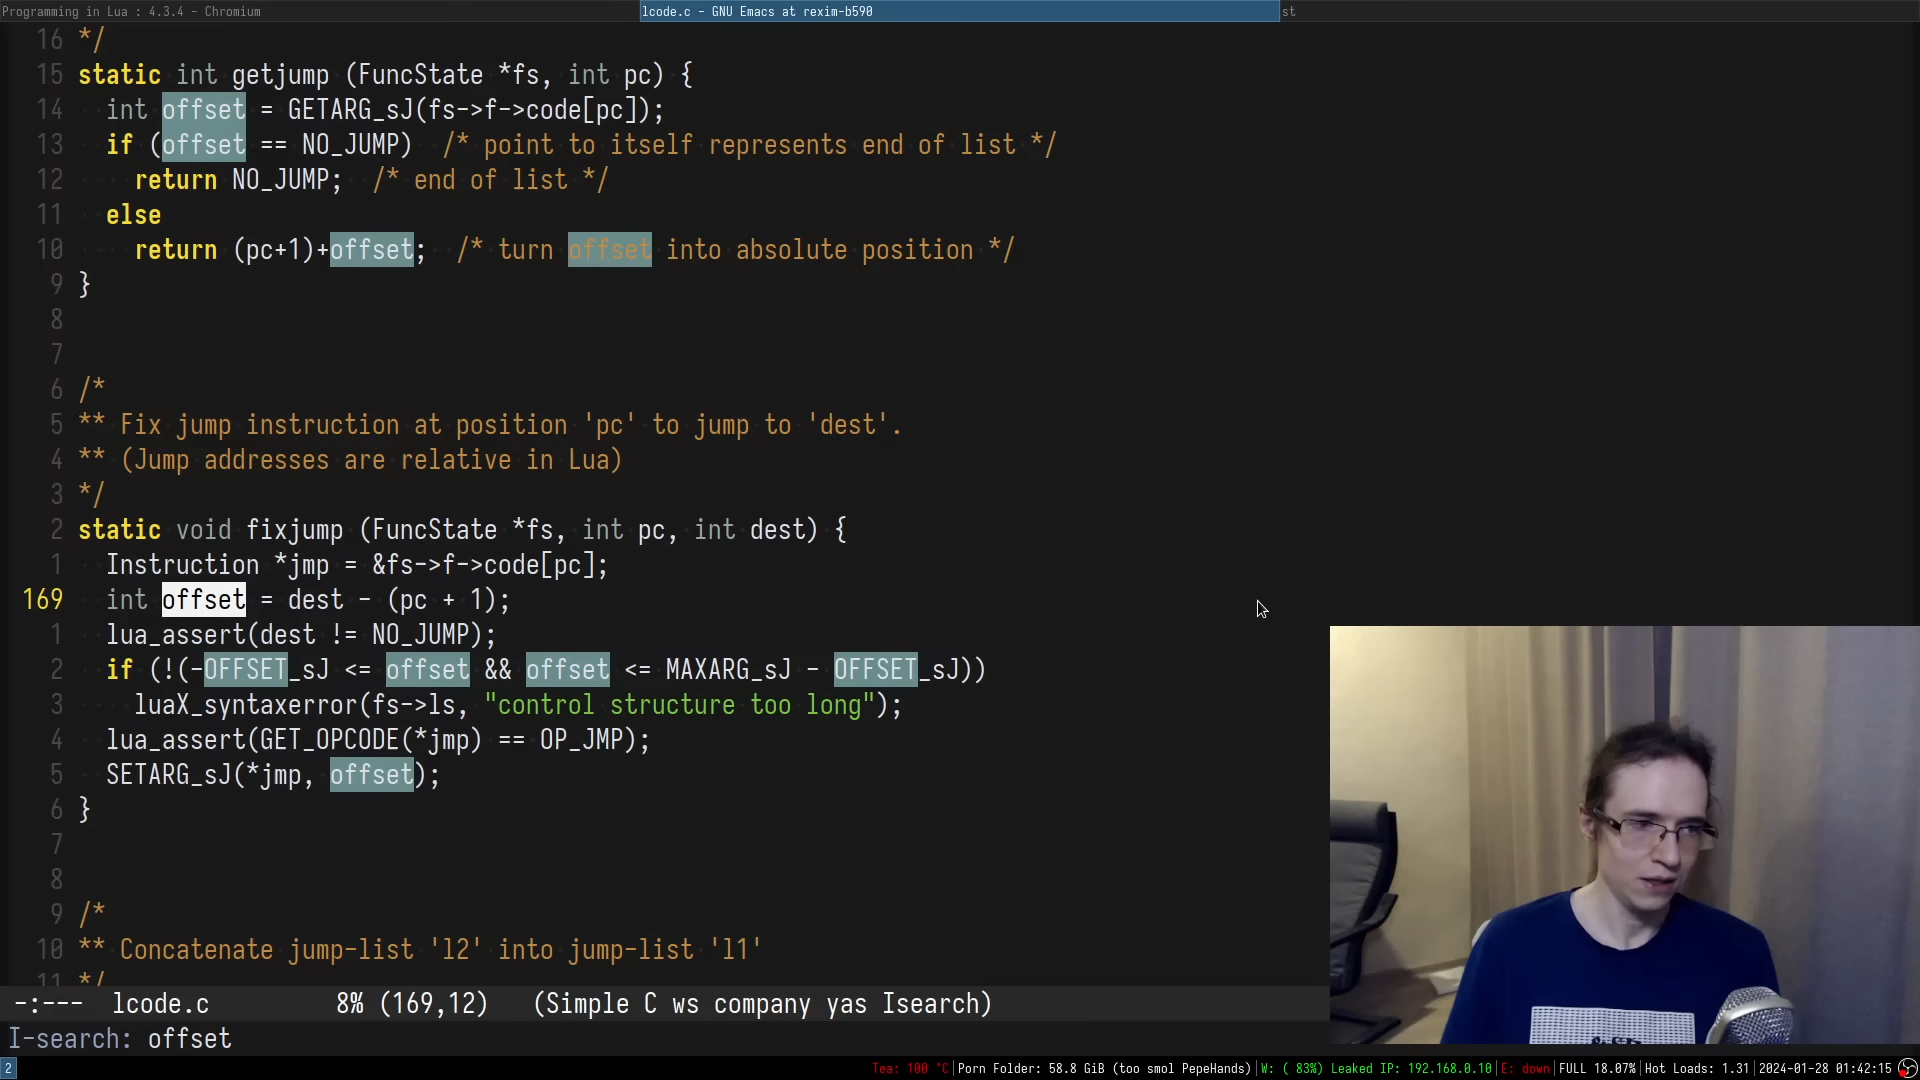 Programming in Lua : 4.3.4 - Chromium
lcode.c - GNU Emacs at rexim-b590
st
16 */
15 static int getjump (FuncState *fs, int pc) {
14 int offset = GETARG_sJ(fs->f->code[pc]);
13 if (offset == NO_JUMP) /* point to itself represents end of list */
12 return NO_JUMP; /* end of list */
11 else
10 return (pc+1)+offset; /* turn offset into absolute position */
9 }
8
7
6 /*
5 ** Fix jump instruction at position 'pc' to jump to 'dest'.
4 ** (Jump addresses are relative in Lua)
3 */
2 static void fixjump (FuncState *fs, int pc, int dest) {
1 Instruction *jmp = &fs->f->code[pc];
169 int offset = dest - (pc + 1);
1 lua_assert(dest != NO_JUMP);
2 if (!(-OFFSET_sJ <= offset && offset <= MAXARG_sJ - OFFSET_sJ))
3 luaX_syntaxerror(fs->ls, "control structure too long");
4 lua_assert(GET_OPCODE(*jmp) == OP_JMP);
5 SETARG_sJ(*jmp, offset);
6 }
7
8
9 /*
10 ** Concatenate jump-list 'l2' into jump-list 'l1'
11 */
-:--- lcode.c 8% (169,12) (Simple C ws company yas Isearch)
I-search: offset
2
Tea: 100 °C|Porn Folder: 58.8 GiB (too smol PepeHands)|W: ( 83%) Leaked IP: 192.168.0.10|E: down|FULL 18.07%|Hot Loads: 1.31|2024-01-28 01:42:15